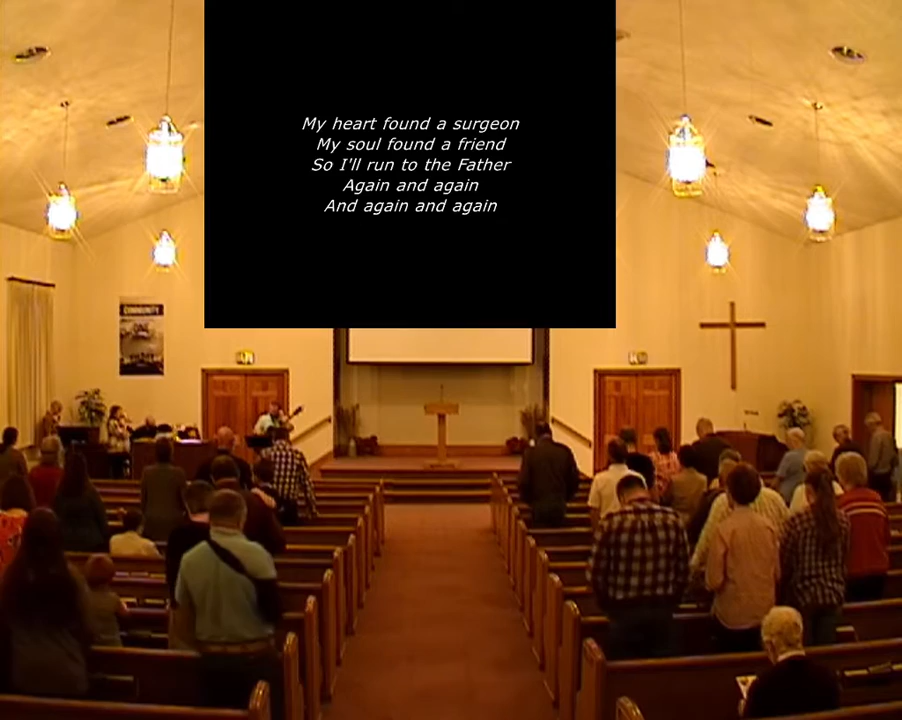 My heart found a surgeon
My soul found a friend
So I'll run to the Father
Again and again
And again and again
COMMUNITY